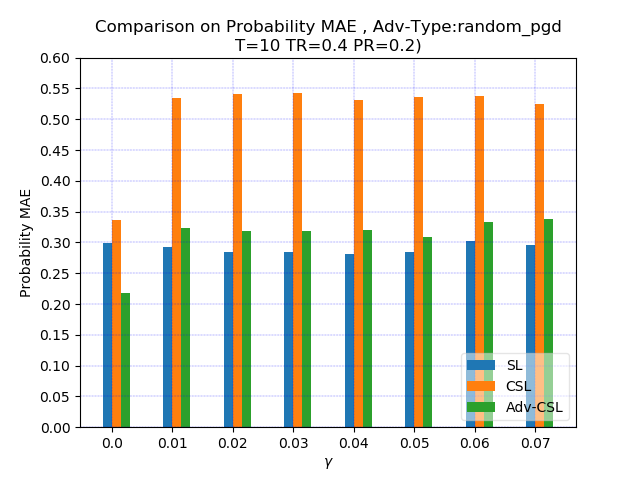 Comparison on Probability MAE , Adv-Type:random_pgd
T=10 TR=0.4 PR=0.2)
0.60
0.55
0.50
0.45
0.40
0.35
0.30
0.25
0.20
0.15
0.10
0.05
0.00
Probability MAE
SL
CSL
Adv-CSL
0.0 0.01 0.02 0.03 0.04 0.05 0.06 0.07
γ